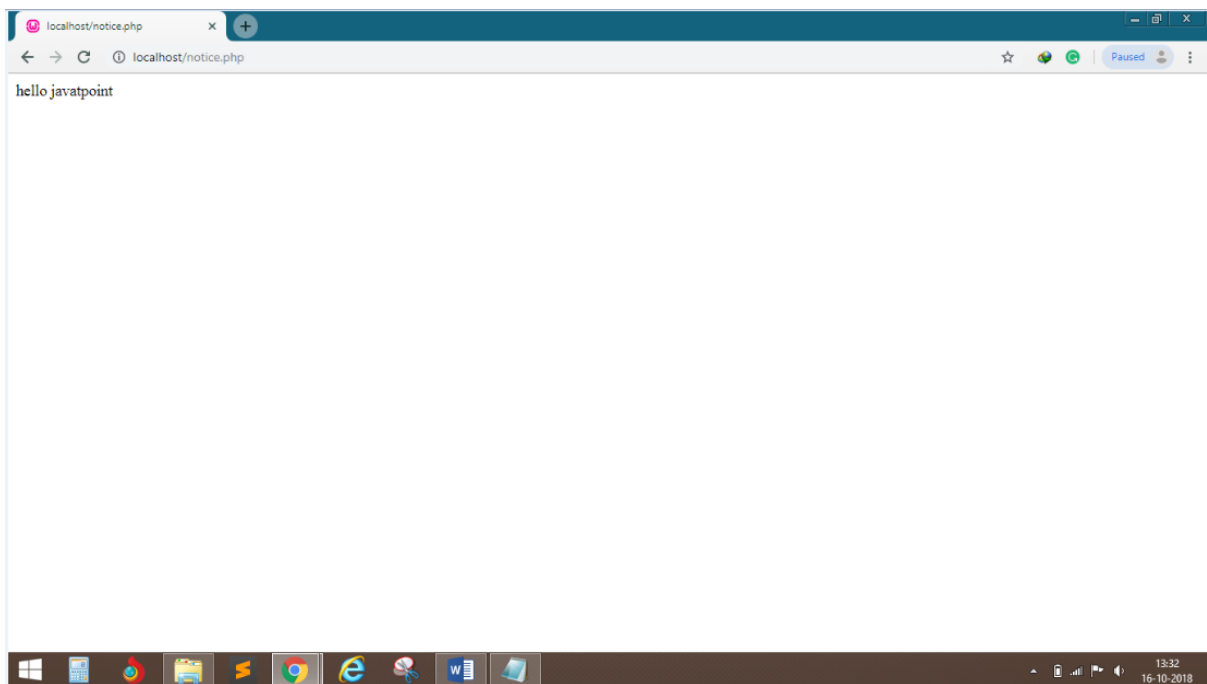 localhost/notice.php
localhost/notice.php
Paused
hello javatpoint
13:32
16-10-2018